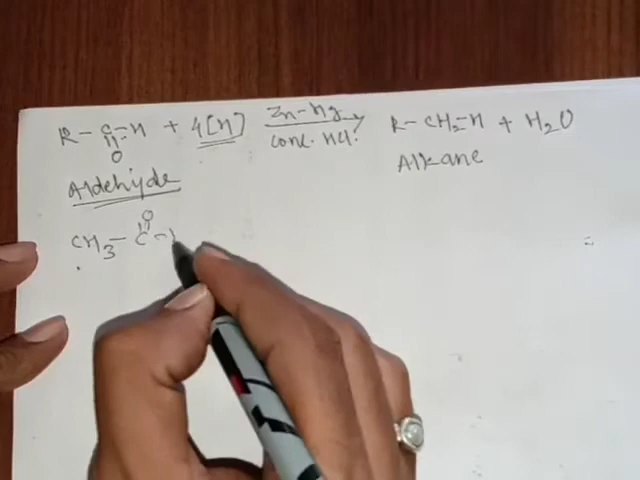 R-C-H + 4[H] Zn-Hg/conc. HCl. R-CH2-H + H2O
O
Aldehyde Alkane
O
CH3-C-